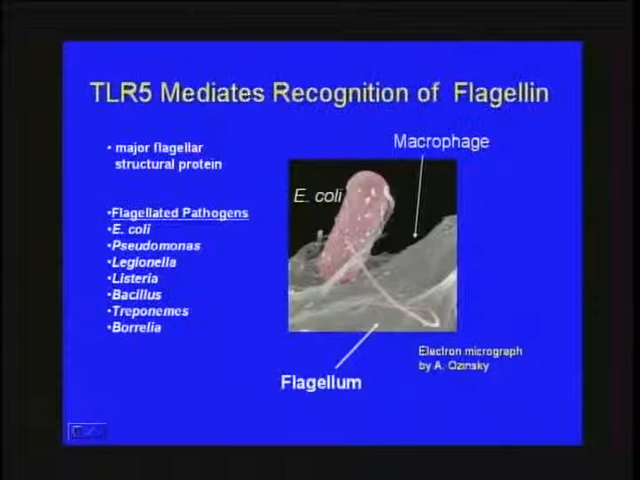 TLR5 Mediates Recognition of Flagellin
• major flagellar
structural protein
•Flagellated Pathogens
•E. coli
•Pseudomonas
•Legionella
•Listeria
•Bacillus
•Treponemes
•Borrelia
Macrophage
E. coli
Flagellum
Electron micrograph
by A. Ozinsky